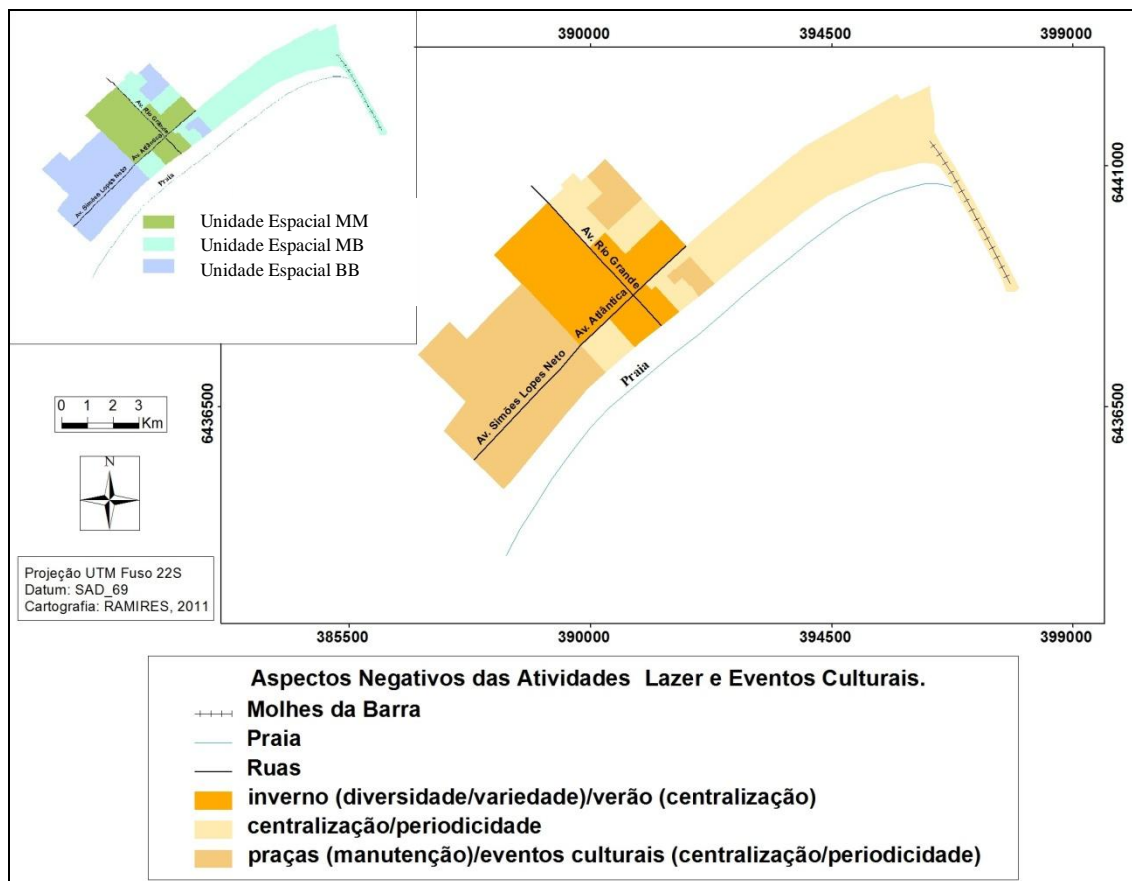 390000
394500
399000
Av. Rio Grande
Av. Atlântica
Av. Simões Lopes Neto
Praia
Unidade Espacial MM
Unidade Espacial MB
Unidade Espacial BB
6441000
Av. Rio Grande
Av. Atlântica
Av. Simões Lopes Neto
Praia
0 1 2 3
Km
6436500
6436500
N
Projeção UTM Fuso 22S
Datum: SAD_69
Cartografia: RAMIRES, 2011
385500
390000
394500
399000
Aspectos Negativos das Atividades Lazer e Eventos Culturais.
Molhes da Barra
Praia
Ruas
inverno (diversidade/variedade)/verão (centralização)
centralização/periodicidade
praças (manutenção)/eventos culturais (centralização/periodicidade)